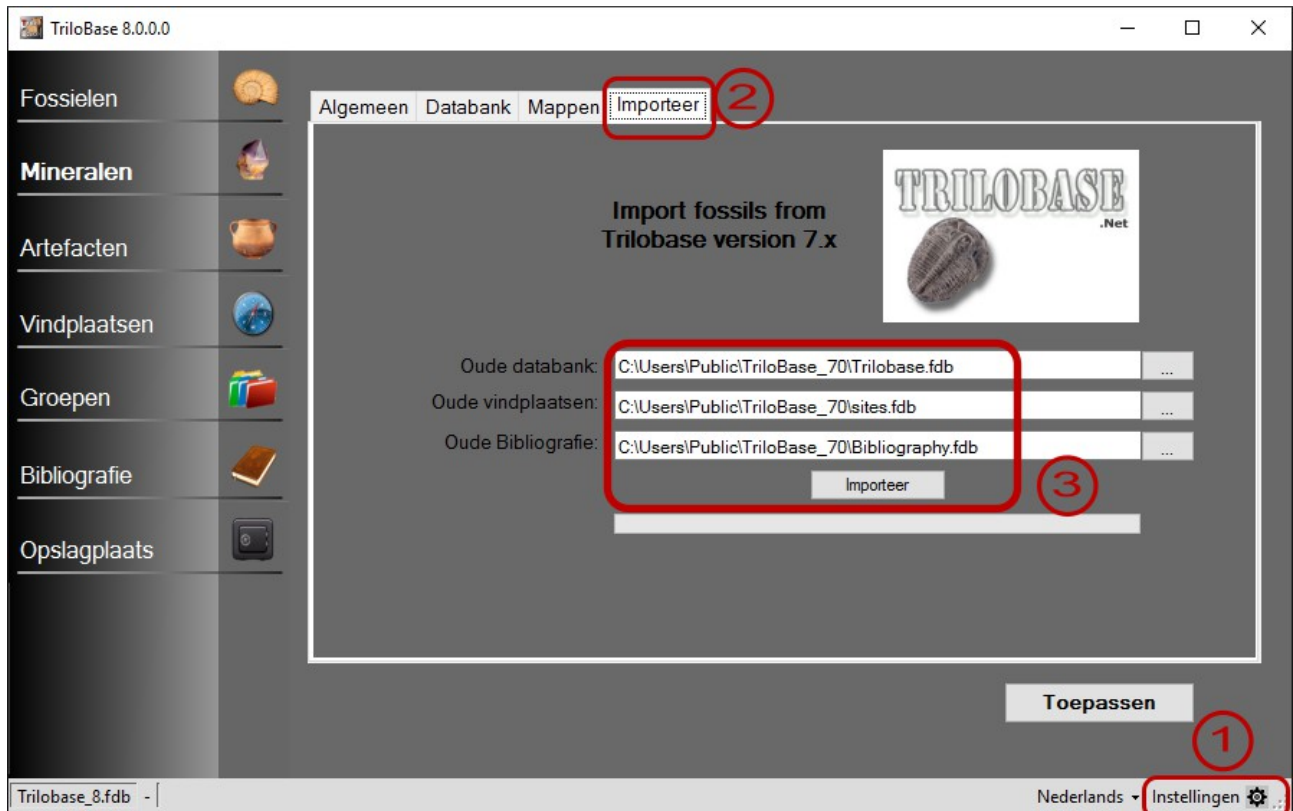 TriloBase 8.0.0.0
Fossielen
Mineralen
Artefacten
Vindplaatsen
Groepen
Bibliografie
Opslagplaats
Algemeen Databank Mappen Importeer
2
Import fossils from
Trilobase version 7.x
TRILOBASE
.Net
Oude databank: C:\Users\Public\TriloBase_70\Trilobase.fdb ...
Oude vindplaatsen: C:\Users\Public\TriloBase_70\sites.fdb ...
Oude Bibliografie: C:\Users\Public\TriloBase_70\Bibliography.fdb ...
Importeer
3
Toepassen
1
Trilobase_8.fdb - Nederlands Instellingen